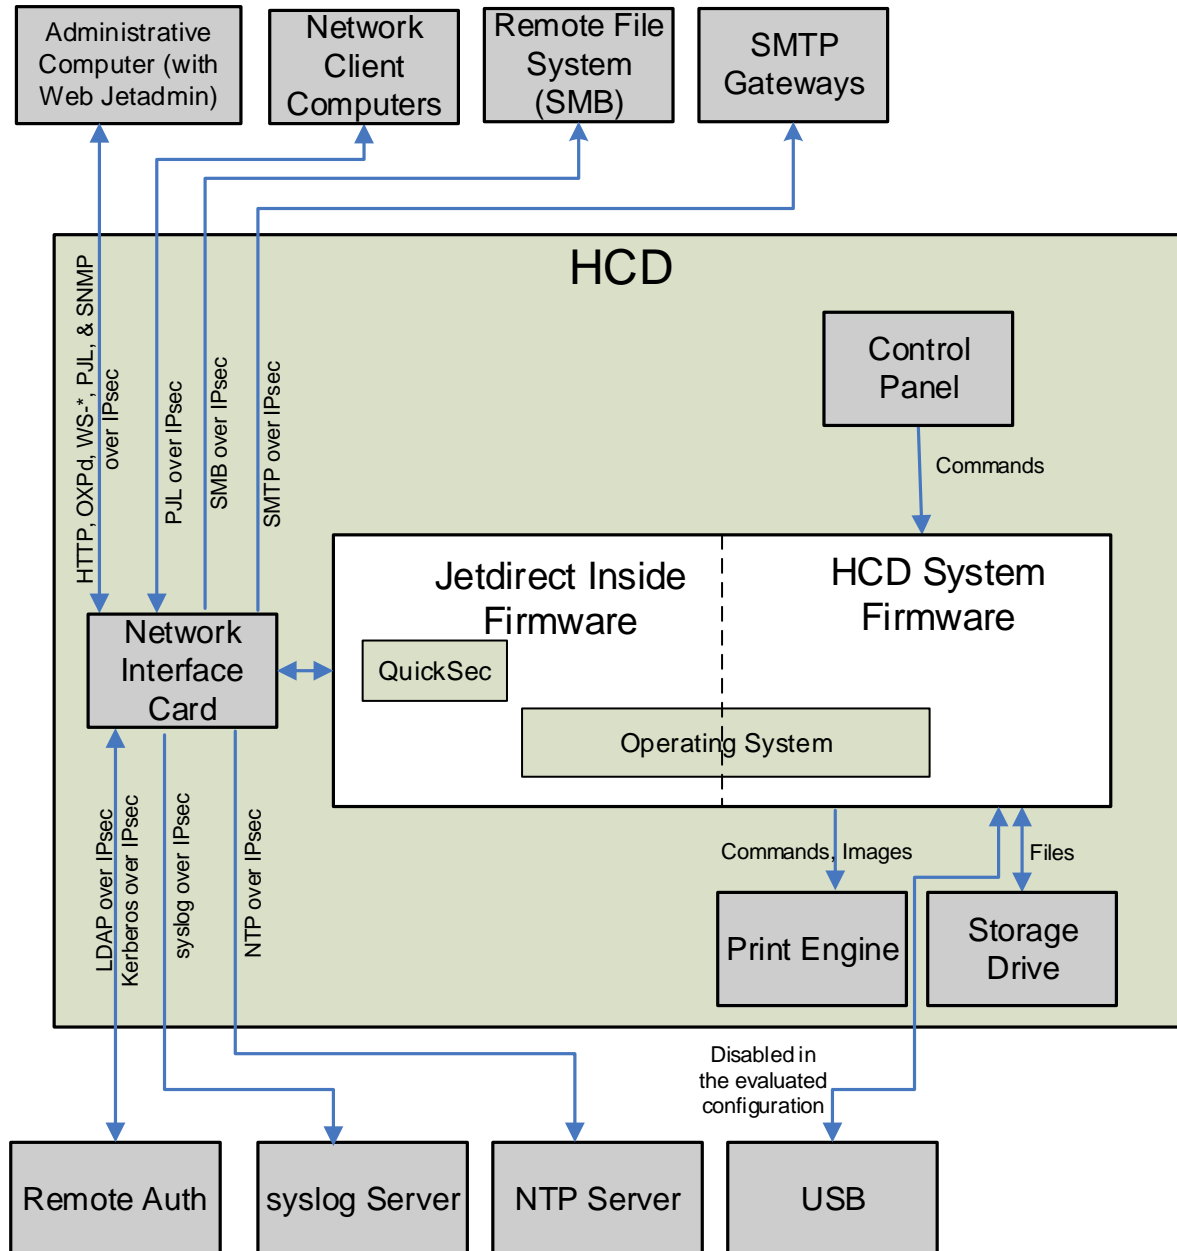 Administrative
Computer (with
Web Jetadmin)
Network
Client
Computers
Remote File
System
(SMB)
SMTP
Gateways
HCD
HTTP, OXPd, WS-*, PJL, & SNMP
over IPsec
PJL over IPsec
SMB over IPsec
SMTP over IPsec
Control
Panel
Commands
Jetdirect Inside
Firmware
HCD System
Firmware
QuickSec
Operating System
Network
Interface
Card
LDAP over IPsec
Kerberos over IPsec
syslog over IPsec
NTP over IPsec
Commands, Images
Files
Print Engine
Storage
Drive
Disabled in
the evaluated
configuration
Remote Auth
syslog Server
NTP Server
USB